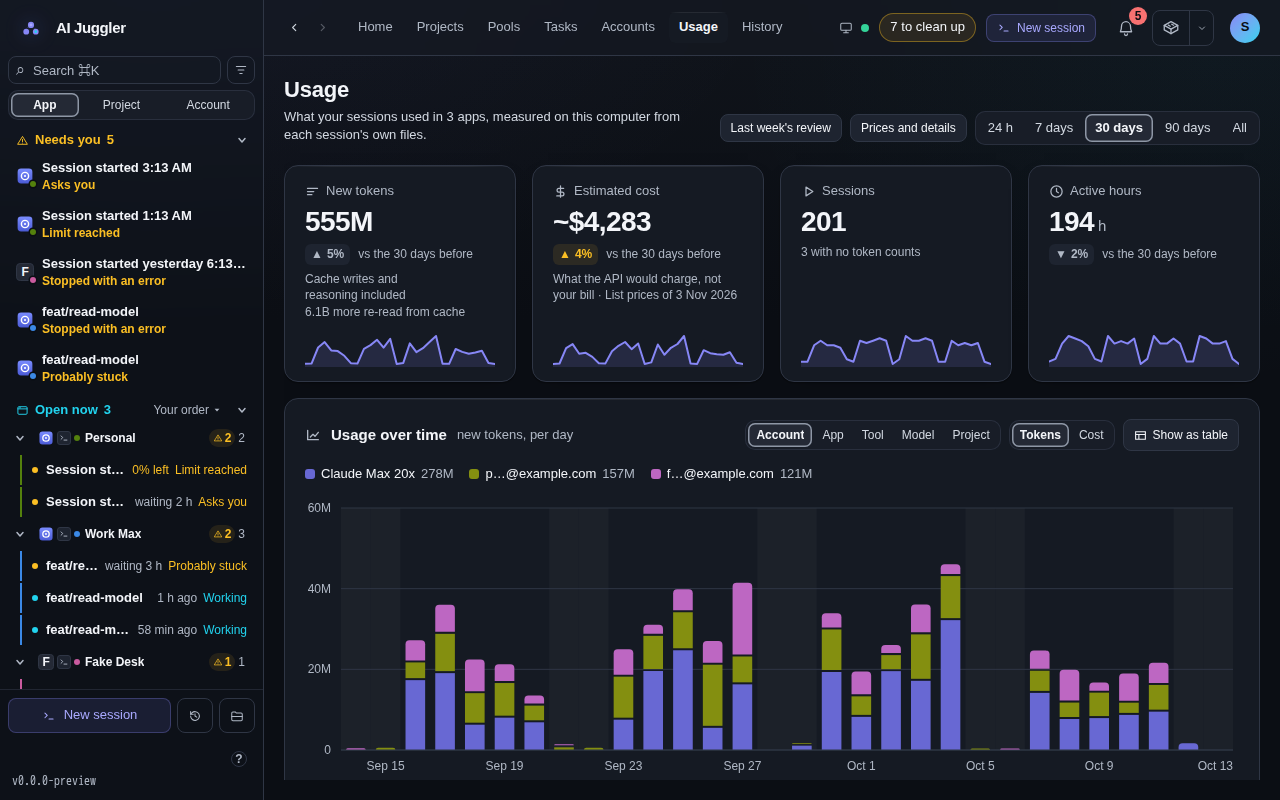 AI Juggler
Search ⌘K
App Project Account
Needs you 5
Session started 3:13 AM
Asks you
Session started 1:13 AM
Limit reached
F Session started yesterday 6:13…
Stopped with an error
feat/read-model
Stopped with an error
feat/read-model
Probably stuck
Open now 3 Your order
Personal 2 2
Session st… 0% left Limit reached
Session st… waiting 2 h Asks you
Work Max 2 3
feat/re… waiting 3 h Probably stuck
feat/read-model 1 h ago Working
feat/read-m… 58 min ago Working
F Fake Desk 1 1
New session
?
v0.0.0-preview
Home Projects Pools Tasks Accounts Usage History
7 to clean up
New session
5
S
Usage
What your sessions used in 3 apps, measured on this computer from
each session's own files.
Last week's review Prices and details 24 h 7 days 30 days 90 days All
New tokens
555M
▲ 5% vs the 30 days before
Cache writes and
reasoning included
6.1B more re-read from cache
Estimated cost
~$4,283
▲ 4% vs the 30 days before
What the API would charge, not
your bill · List prices of 3 Nov 2026
Sessions
201
3 with no token counts
Active hours
194 h
▼ 2% vs the 30 days before
Usage over time new tokens, per day
Account App Tool Model Project Tokens Cost Show as table
Claude Max 20x 278M p…@example.com 157M f…@example.com 121M
60M
40M
20M
0
Sep 15 Sep 19 Sep 23 Sep 27 Oct 1 Oct 5 Oct 9 Oct 13